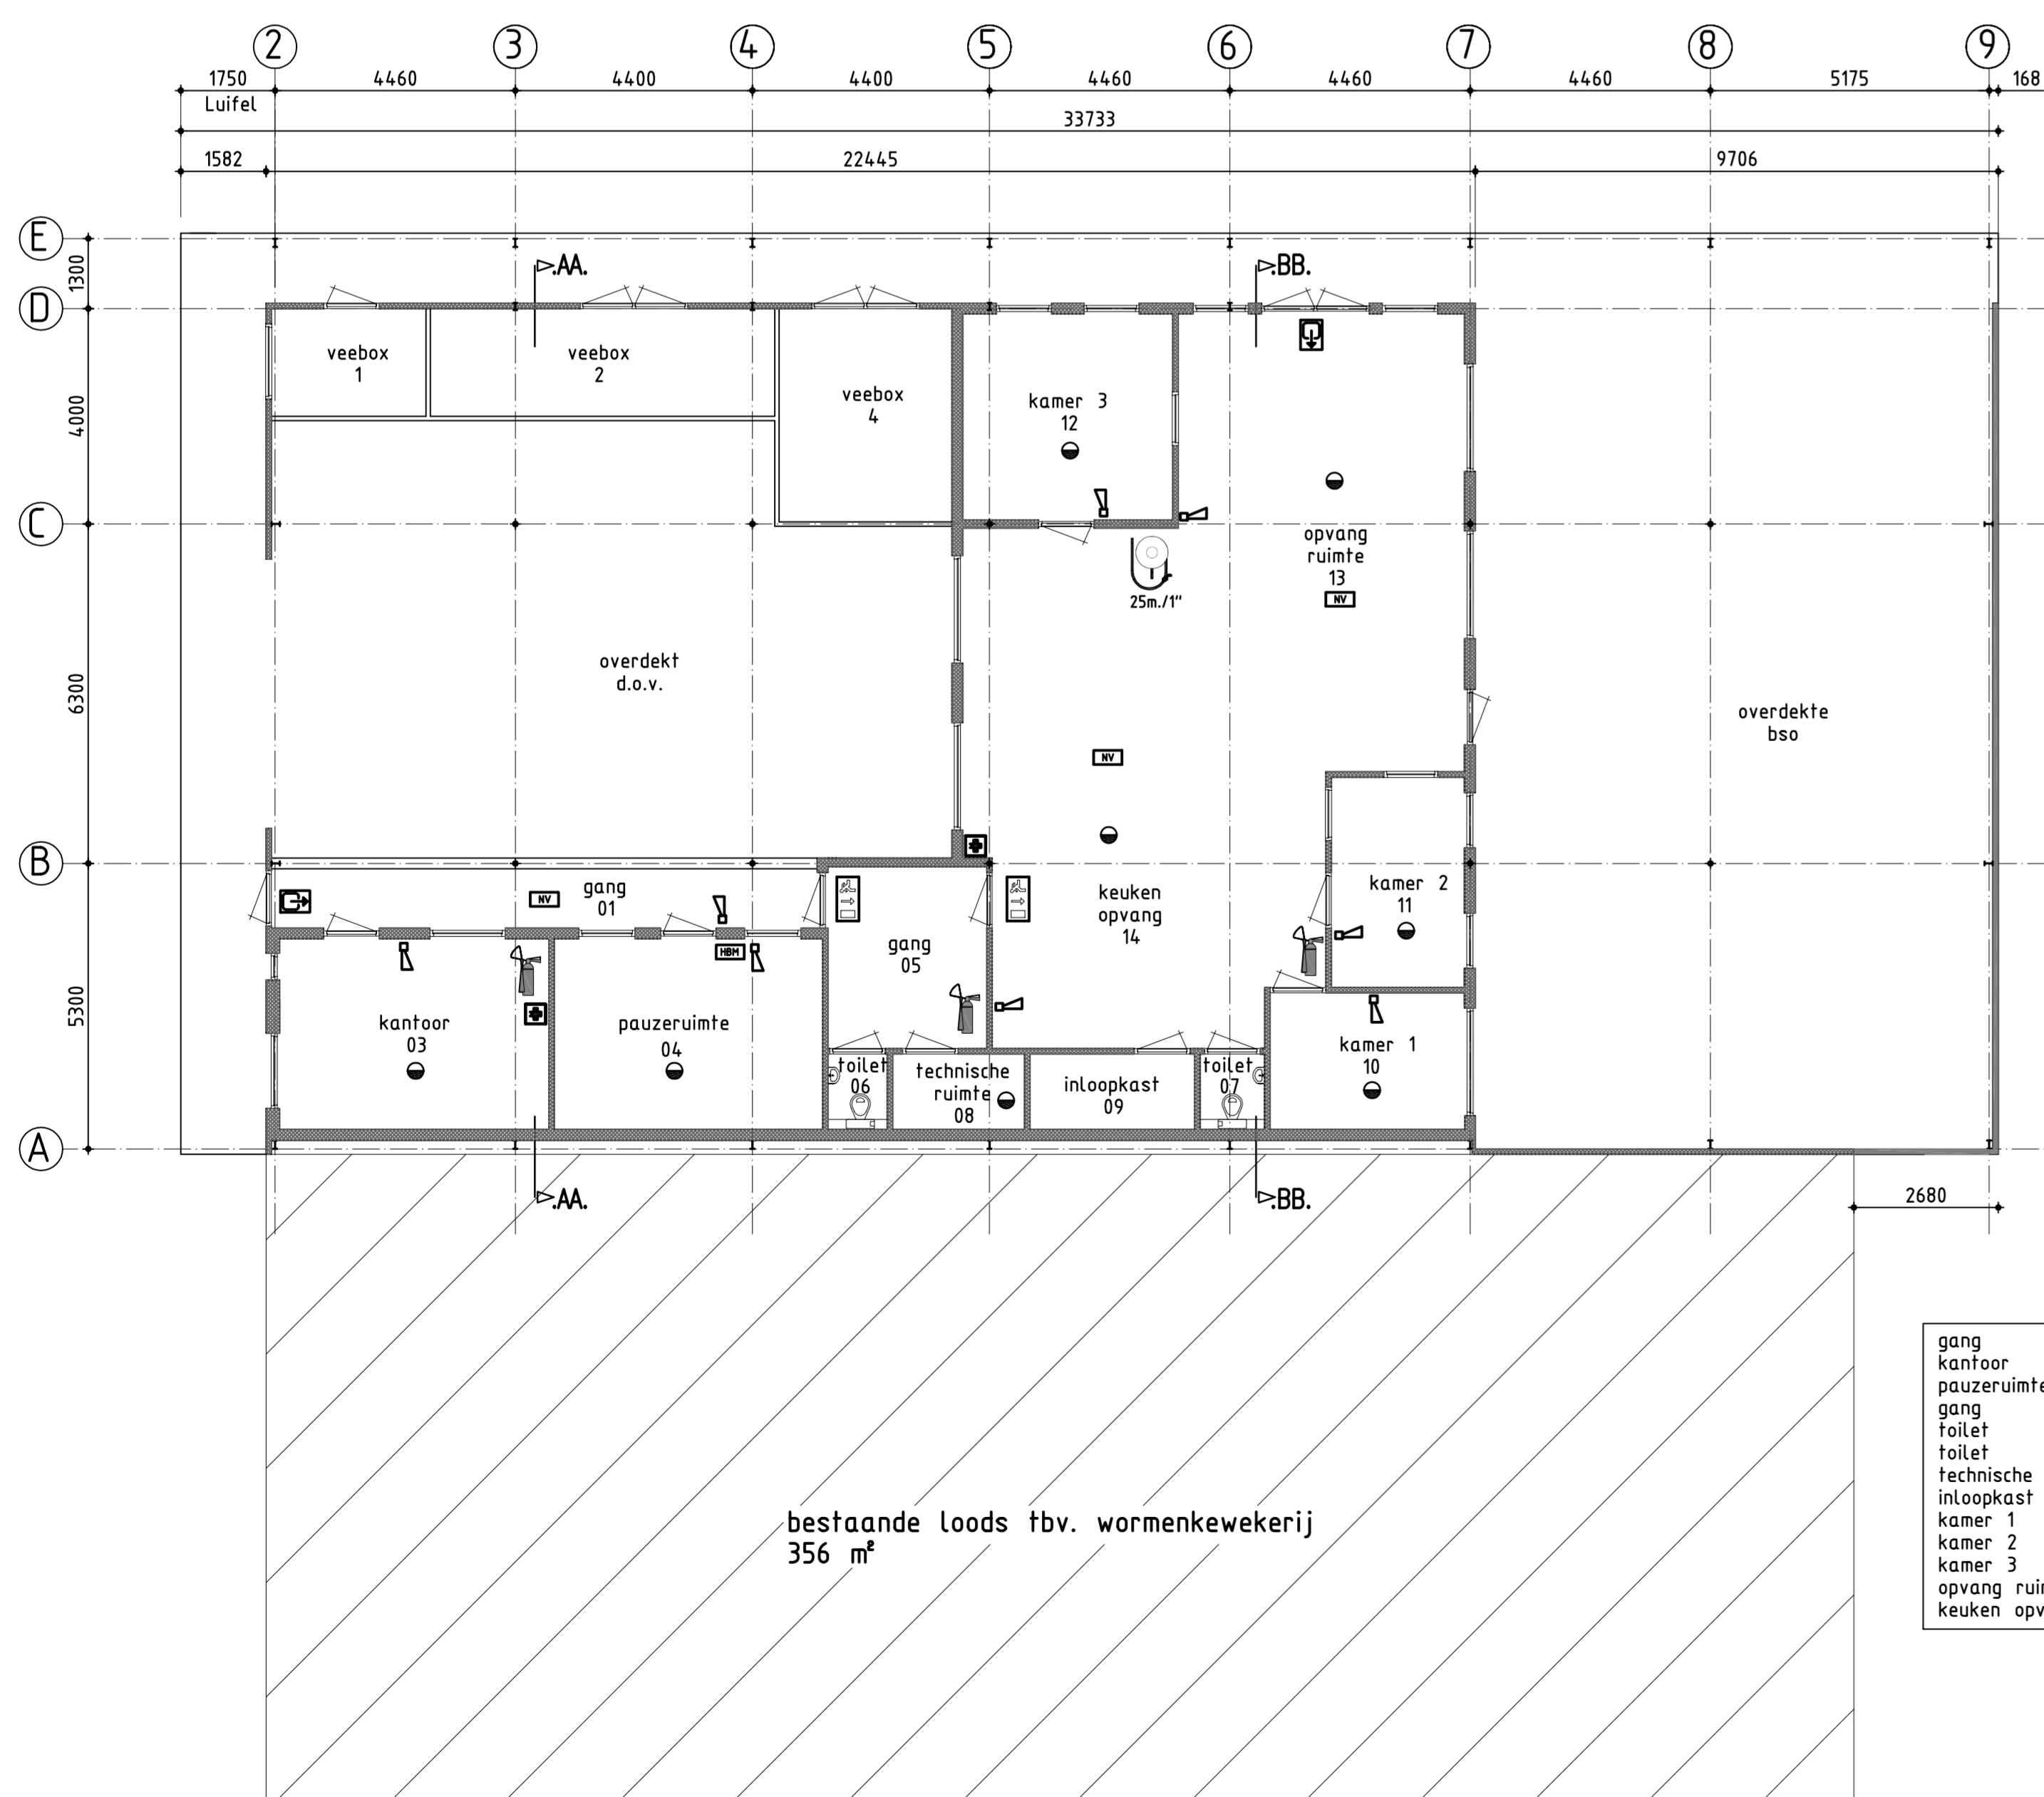 2 3 4 5 6 7 8 9
1750 4460 4400 4400 4460 4460 4460 5175 168
Luifel
33733
1582 22445 9706
E
1300
AA. BB.
D
veebox
1
veebox
2
veebox
4
kamer 3
12
4000
C
opvang
ruimte
13
NV
25m./1"
overdekt
d.o.v.
6300
overdekte
bso
NV
B
gang
01
NV
keuken
opvang
14
kamer 2
11
gang
05
HBM
5300
kantoor
03
pauzeruimte
04
kamer 1
10
toilet
06
technische
ruimte
08
inloopkast
09
toilet
07
A
AA. BB.
2680
gang
kantoor
pauzeruimte
gang
toilet
toilet
technische
inloopkast
kamer 1
kamer 2
kamer 3
opvang rui
keuken opv
bestaande loods tbv. wormenkewekerij
356 m²